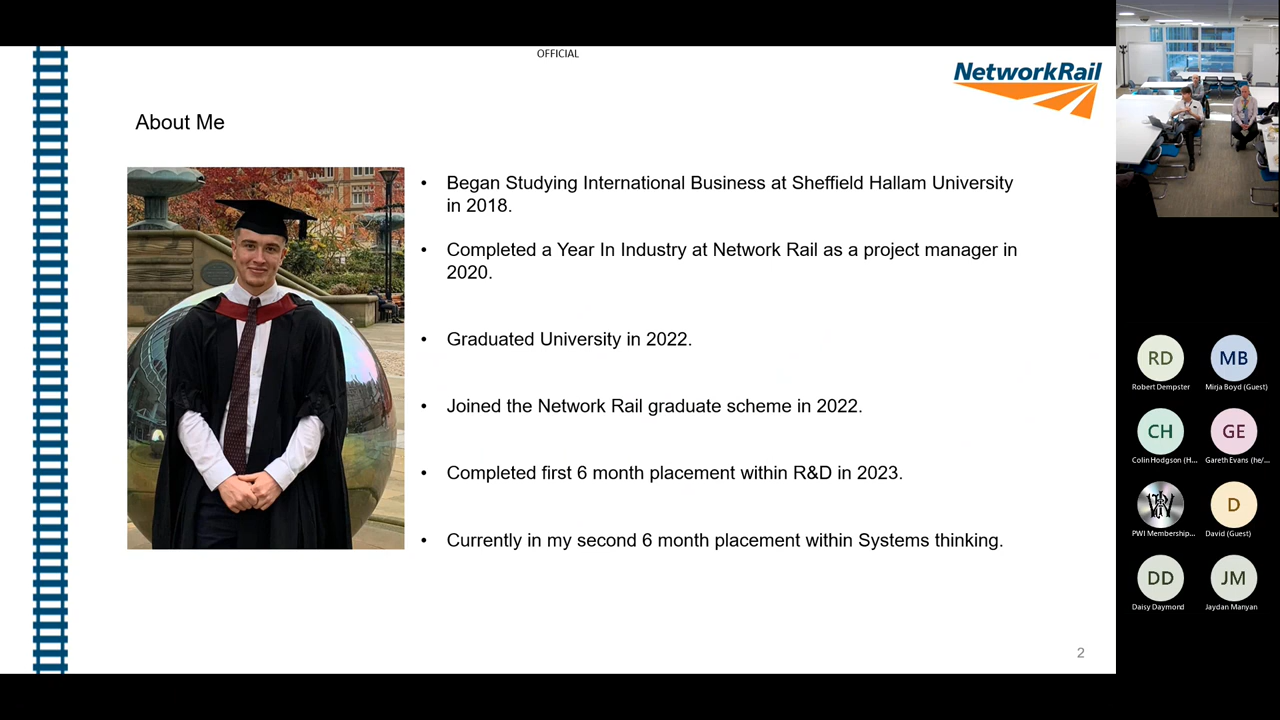 OFFICIAL
NetworkRail
About Me
• Began Studying International Business at Sheffield Hallam University
in 2018.
• Completed a Year In Industry at Network Rail as a project manager in
2020.
• Graduated University in 2022.
• Joined the Network Rail graduate scheme in 2022.
• Completed first 6 month placement within R&D in 2023.
• Currently in my second 6 month placement within Systems thinking.
2
RD
MB
Robert Dempster
Mirja Boyd (Guest)
CH
GE
Colin Hodgson (H...
Gareth Evans (he/...
D
PWI Membership...
David (Guest)
DD
JM
Daisy Daymond
Jaydan Manyan